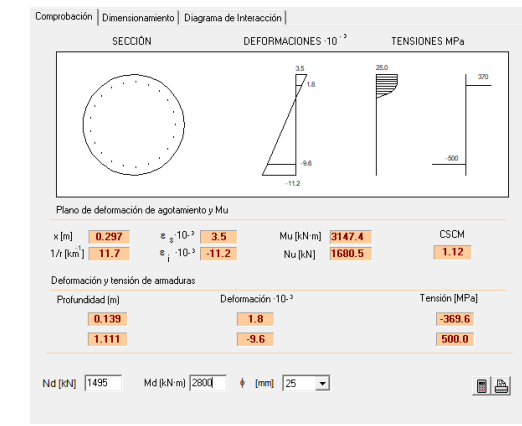 Comprobación Dimensionamiento Diagrama de Interacción
SECCIÓN DEFORMACIONES ·10⁻³ TENSIONES MPa
3.5 25.0
1.8 370
-9.6 -500
-11.2
Plano de deformación de agotamiento y Mu
x [m] 0.297 ε s ·10-³ 3.5 Mu [kN·m] 3147.4 CSCM
1/r [km⁻¹] 11.7 ε i ·10-³ -11.2 Nu [kN] 1680.5 1.12
Deformación y tensión de armaduras
Profundidad (m) Deformación ·10-³ Tensión [MPa]
0.139 1.8 -369.6
1.111 -9.6 500.0
Nd [kN] 1495 Md (kN·m) 2800 ϕ [mm] 25